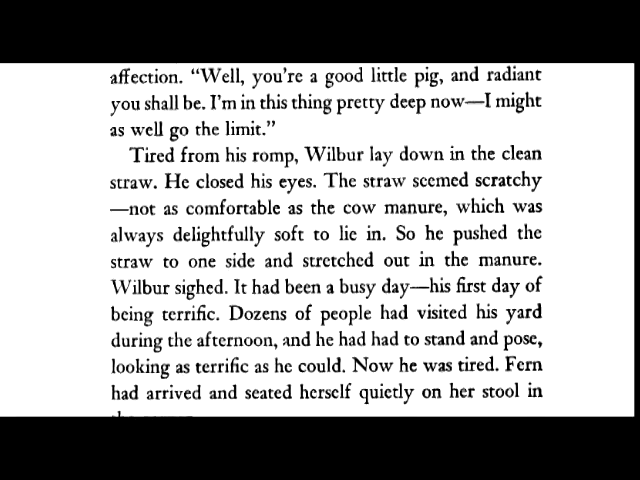 affection. "Well, you're a good little pig, and radiant
you shall be. I'm in this thing pretty deep now—I might
as well go the limit."
Tired from his romp, Wilbur lay down in the clean
straw. He closed his eyes. The straw seemed scratchy
—not as comfortable as the cow manure, which was
always delightfully soft to lie in. So he pushed the
straw to one side and stretched out in the manure.
Wilbur sighed. It had been a busy day—his first day of
being terrific. Dozens of people had visited his yard
during the afternoon, and he had had to stand and pose,
looking as terrific as he could. Now he was tired. Fern
had arrived and seated herself quietly on her stool in